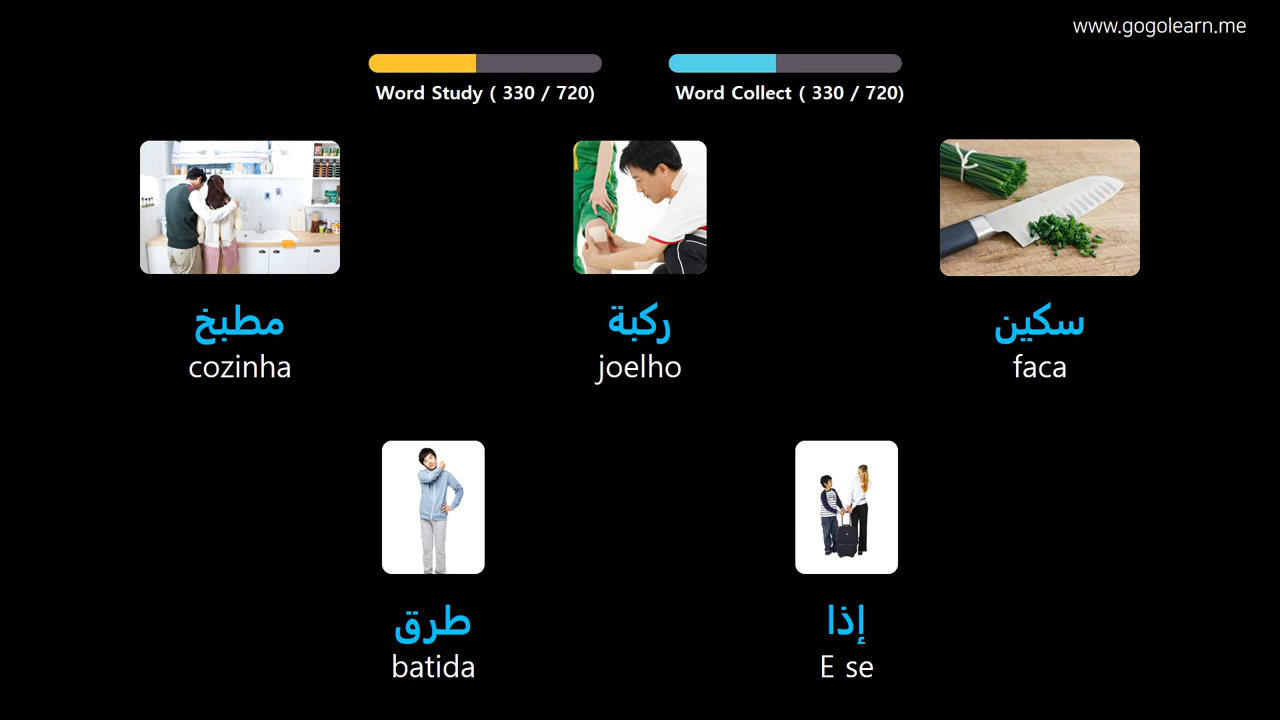 www.gogolearn.me
Word Study ( 330 / 720)
Word Collect ( 330 / 720)
مطبخ
cozinha
ركبة
joelho
سكين
faca
طرق
batida
إذا
E se